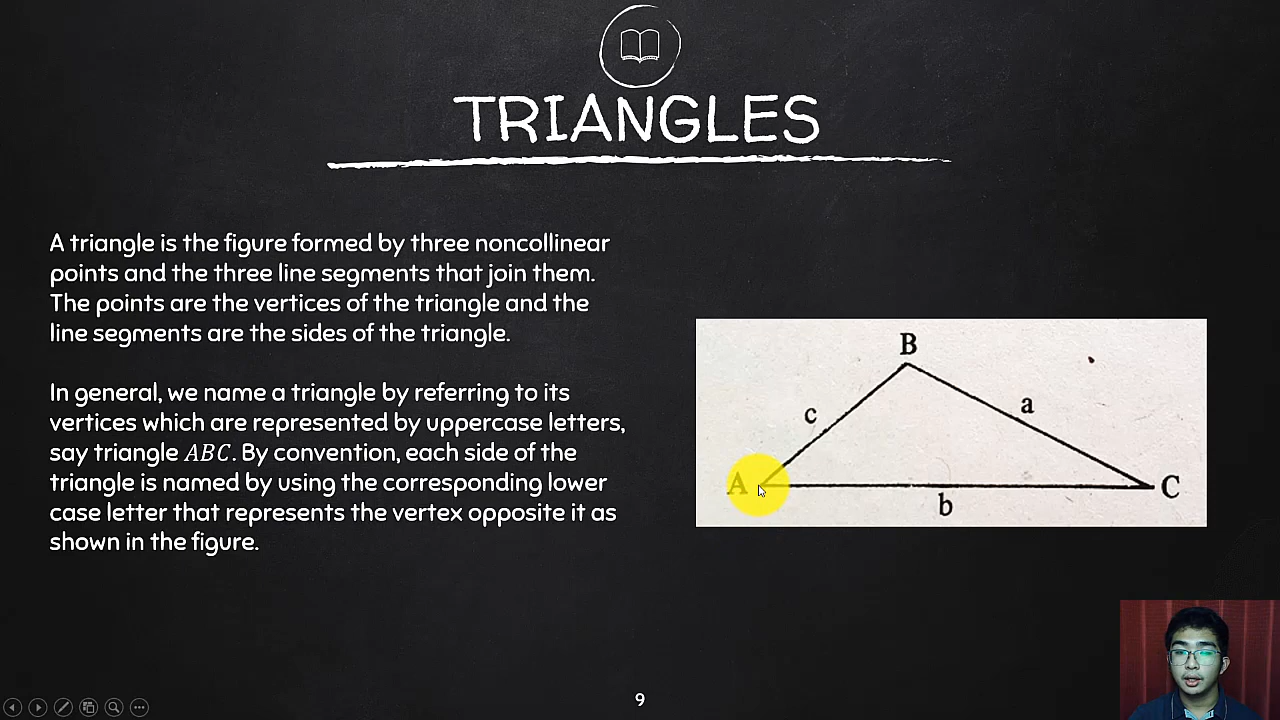 TRIANGLES
A triangle is the figure formed by three noncollinear
points and the three line segments that join them.
The points are the vertices of the triangle and the
line segments are the sides of the triangle.
In general, we name a triangle by referring to its
vertices which are represented by uppercase letters,
say triangle ABC. By convention, each side of the
triangle is named by using the corresponding lower
case letter that represents the vertex opposite it as
shown in the figure.
B
c
a
A
C
b
9